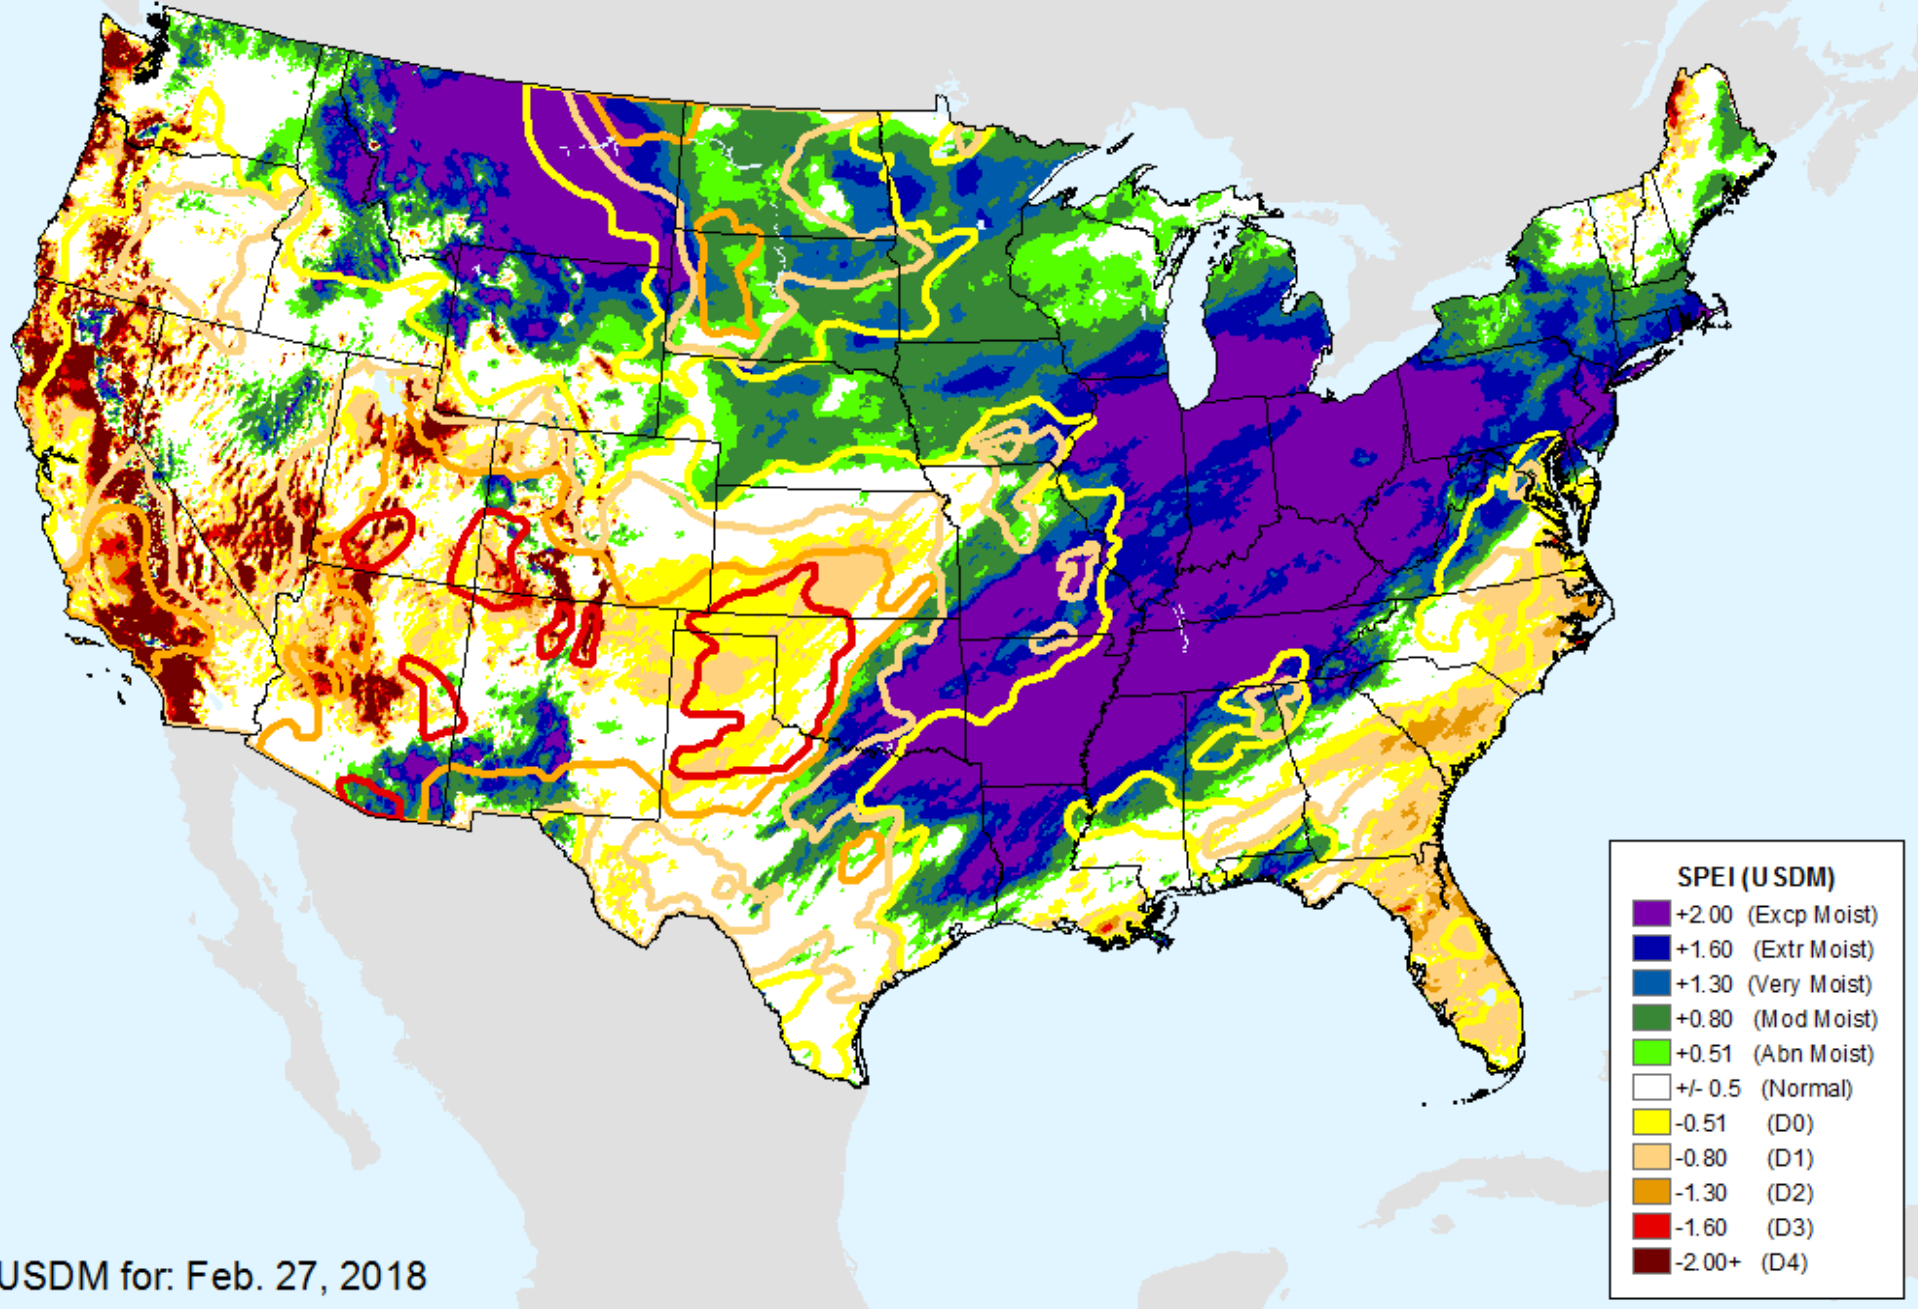 SPEI (USDM)
+2.00 (Excp Moist)
+1.60 (Extr Moist)
+1.30 (Very Moist)
+0.80 (Mod Moist)
+0.51 (Abn Moist)
+/- 0.5 (Normal)
-0.51 (D0)
-0.80 (D1)
-1.30 (D2)
-1.60 (D3)
-2.00+ (D4)
USDM for: Feb. 27, 2018